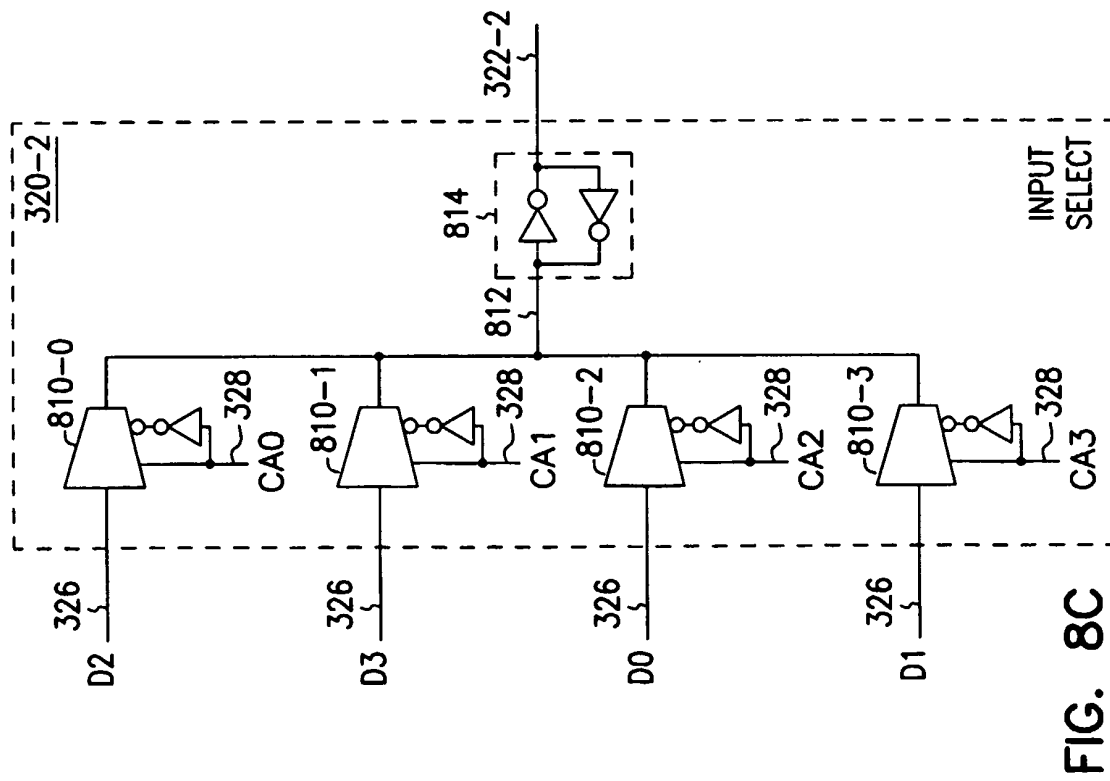 320-2
810-0
D2
326
CA0
328
810-1
D3
326
CA1
328
812
814
322-2
810-2
D0
326
CA2
328
810-3
D1
326
CA3
328
INPUT
SELECT
FIG. 8C